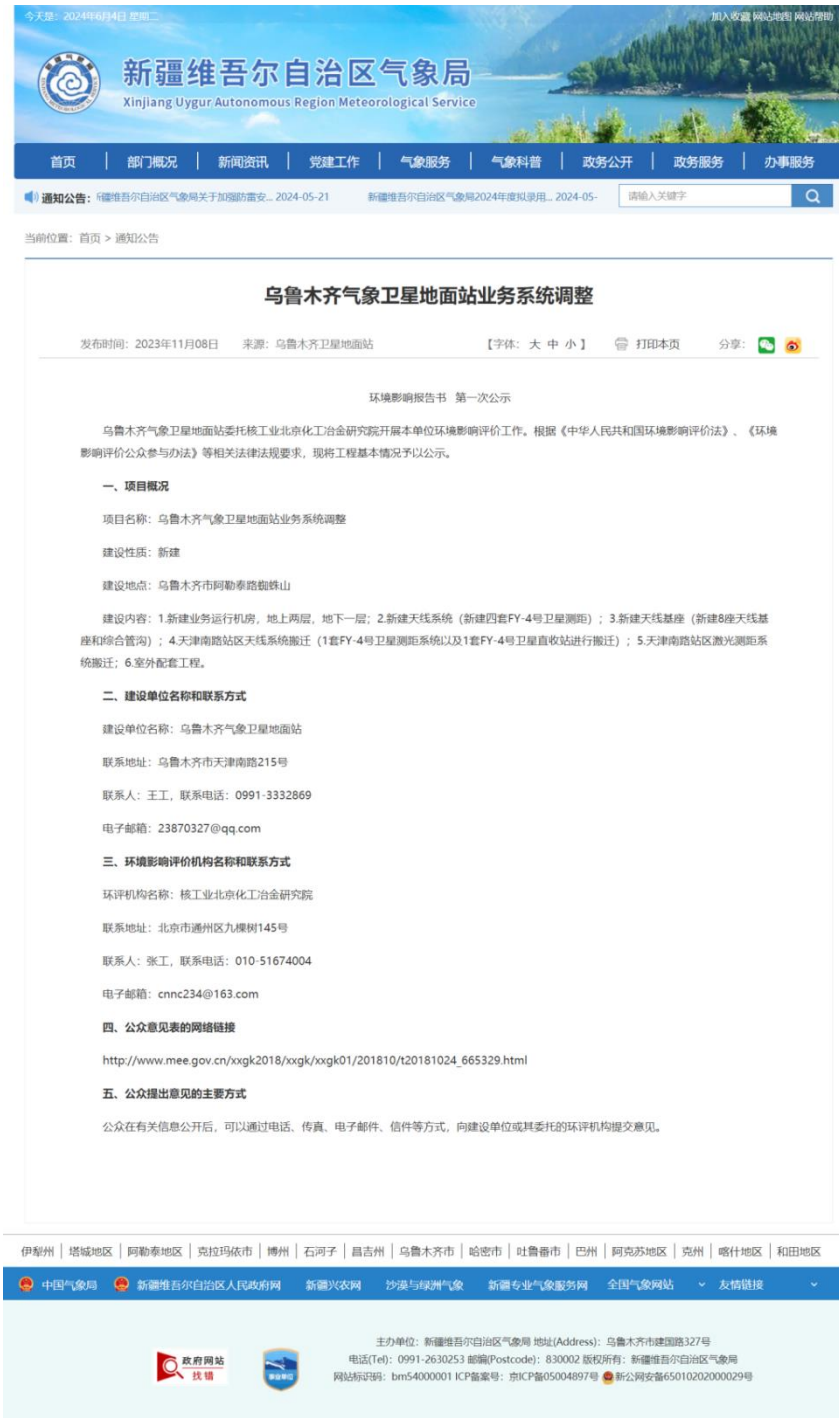 今天是：2024年6月4日 星期二
加入收藏 网站地图 网站帮助
新疆维吾尔自治区气象局
Xinjiang Uygur Autonomous Region Meteorological Service
首页 部门概况 新闻资讯 党建工作 气象服务 气象科普 政务公开 政务服务 办事服务
通知公告：疆维吾尔自治区气象局关于加强防雷安... 2024-05-21 新疆维吾尔自治区气象局2024年度拟录用... 2024-05- 请输入关键字
当前位置：首页 > 通知公告
乌鲁木齐气象卫星地面站业务系统调整
发布时间：2023年11月08日 来源：乌鲁木齐卫星地面站 【字体：大 中 小】 打印本页 分享：
环境影响报告书 第一次公示
乌鲁木齐气象卫星地面站委托核工业北京化工冶金研究院开展本单位环境影响评价工作。根据《中华人民共和国环境影响评价法》、《环境
影响评价公众参与办法》等相关法律法规要求，现将工程基本情况予以公示。
一、项目概况
项目名称：乌鲁木齐气象卫星地面站业务系统调整
建设性质：新建
建设地点：乌鲁木齐市阿勒泰路蜘蛛山
建设内容：1.新建业务运行机房，地上两层，地下一层；2.新建天线系统（新建四套FY-4号卫星测距）；3.新建天线基座（新建8座天线基
座和综合管沟）；4.天津南路站区天线系统搬迁（1套FY-4号卫星测距系统以及1套FY-4号卫星直收站进行搬迁）；5.天津南路站区激光测距系
统搬迁；6.室外配套工程。
二、建设单位名称和联系方式
建设单位名称：乌鲁木齐气象卫星地面站
联系地址：乌鲁木齐市天津南路215号
联系人：王工，联系电话：0991-3332869
电子邮箱：23870327@qq.com
三、环境影响评价机构名称和联系方式
环评机构名称：核工业北京化工冶金研究院
联系地址：北京市通州区九棵树145号
联系人：张工，联系电话：010-51674004
电子邮箱：cnnc234@163.com
四、公众意见表的网络链接
http://www.mee.gov.cn/xxgk2018/xxgk/xxgk01/201810/t20181024_665329.html
五、公众提出意见的主要方式
公众在有关信息公开后，可以通过电话、传真、电子邮件、信件等方式，向建设单位或其委托的环评机构提交意见。
伊犁州 塔城地区 阿勒泰地区 克拉玛依市 博州 石河子 昌吉州 乌鲁木齐市 哈密市 吐鲁番市 巴州 阿克苏地区 克州 喀什地区 和田地区
中国气象局 新疆维吾尔自治区人民政府网 新疆兴农网 沙漠与绿洲气象 新疆专业气象服务网 全国气象网站 友情链接
政府网站
找错
事业单位
主办单位：新疆维吾尔自治区气象局 地址(Address)：乌鲁木齐市建国路327号
电话(Tel)：0991-2630253 邮编(Postcode)：830002 版权所有：新疆维吾尔自治区气象局
网站标识码：bm54000001 ICP备案号：京ICP备05004897号 新公网安备65010202000029号